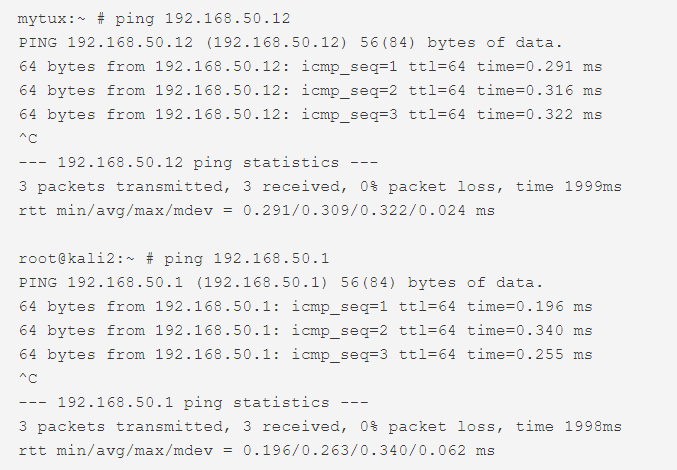 mytux:~ # ping 192.168.50.12
PING 192.168.50.12 (192.168.50.12) 56(84) bytes of data.
64 bytes from 192.168.50.12: icmp_seq=1 ttl=64 time=0.291 ms
64 bytes from 192.168.50.12: icmp_seq=2 ttl=64 time=0.316 ms
64 bytes from 192.168.50.12: icmp_seq=3 ttl=64 time=0.322 ms
^C
--- 192.168.50.12 ping statistics ---
3 packets transmitted, 3 received, 0% packet loss, time 1999ms
rtt min/avg/max/mdev = 0.291/0.309/0.322/0.024 ms

root@kali2:~ # ping 192.168.50.1
PING 192.168.50.1 (192.168.50.1) 56(84) bytes of data.
64 bytes from 192.168.50.1: icmp_seq=1 ttl=64 time=0.196 ms
64 bytes from 192.168.50.1: icmp_seq=2 ttl=64 time=0.340 ms
64 bytes from 192.168.50.1: icmp_seq=3 ttl=64 time=0.255 ms
^C
--- 192.168.50.1 ping statistics ---
3 packets transmitted, 3 received, 0% packet loss, time 1998ms
rtt min/avg/max/mdev = 0.196/0.263/0.340/0.062 ms